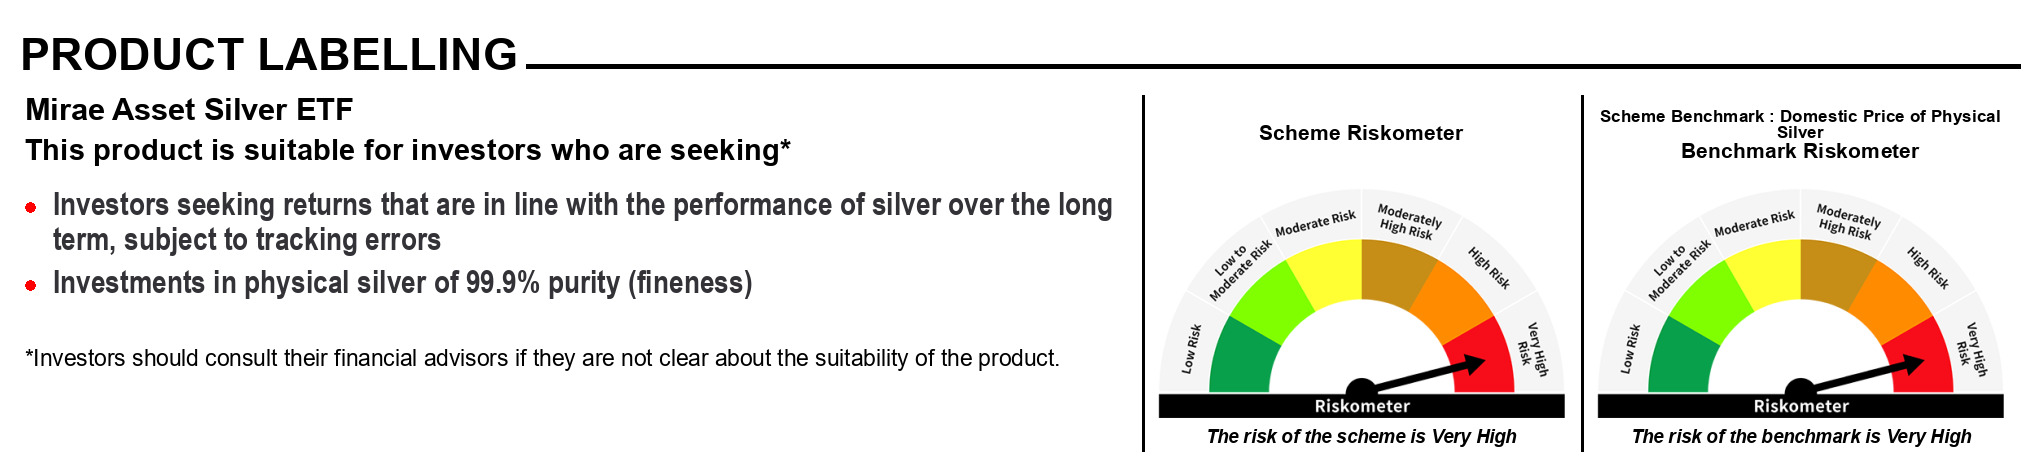 PRODUCT LABELLING
Mirae Asset Silver ETF
This product is suitable for investors who are seeking*
Investors seeking returns that are in line with the performance of silver over the long
term, subject to tracking errors
Investments in physical silver of 99.9% purity (fineness)
*Investors should consult their financial advisors if they are not clear about the suitability of the product.
Scheme Riskometer
Low Risk
Low to
Moderate Risk
Moderate Risk
Moderately
High Risk
High Risk
Very High
Risk
Riskometer
The risk of the scheme is Very High
Scheme Benchmark : Domestic Price of Physical
Silver
Benchmark Riskometer
Low Risk
Low to
Moderate Risk
Moderate Risk
Moderately
High Risk
High Risk
Very High
Risk
Riskometer
The risk of the benchmark is Very High